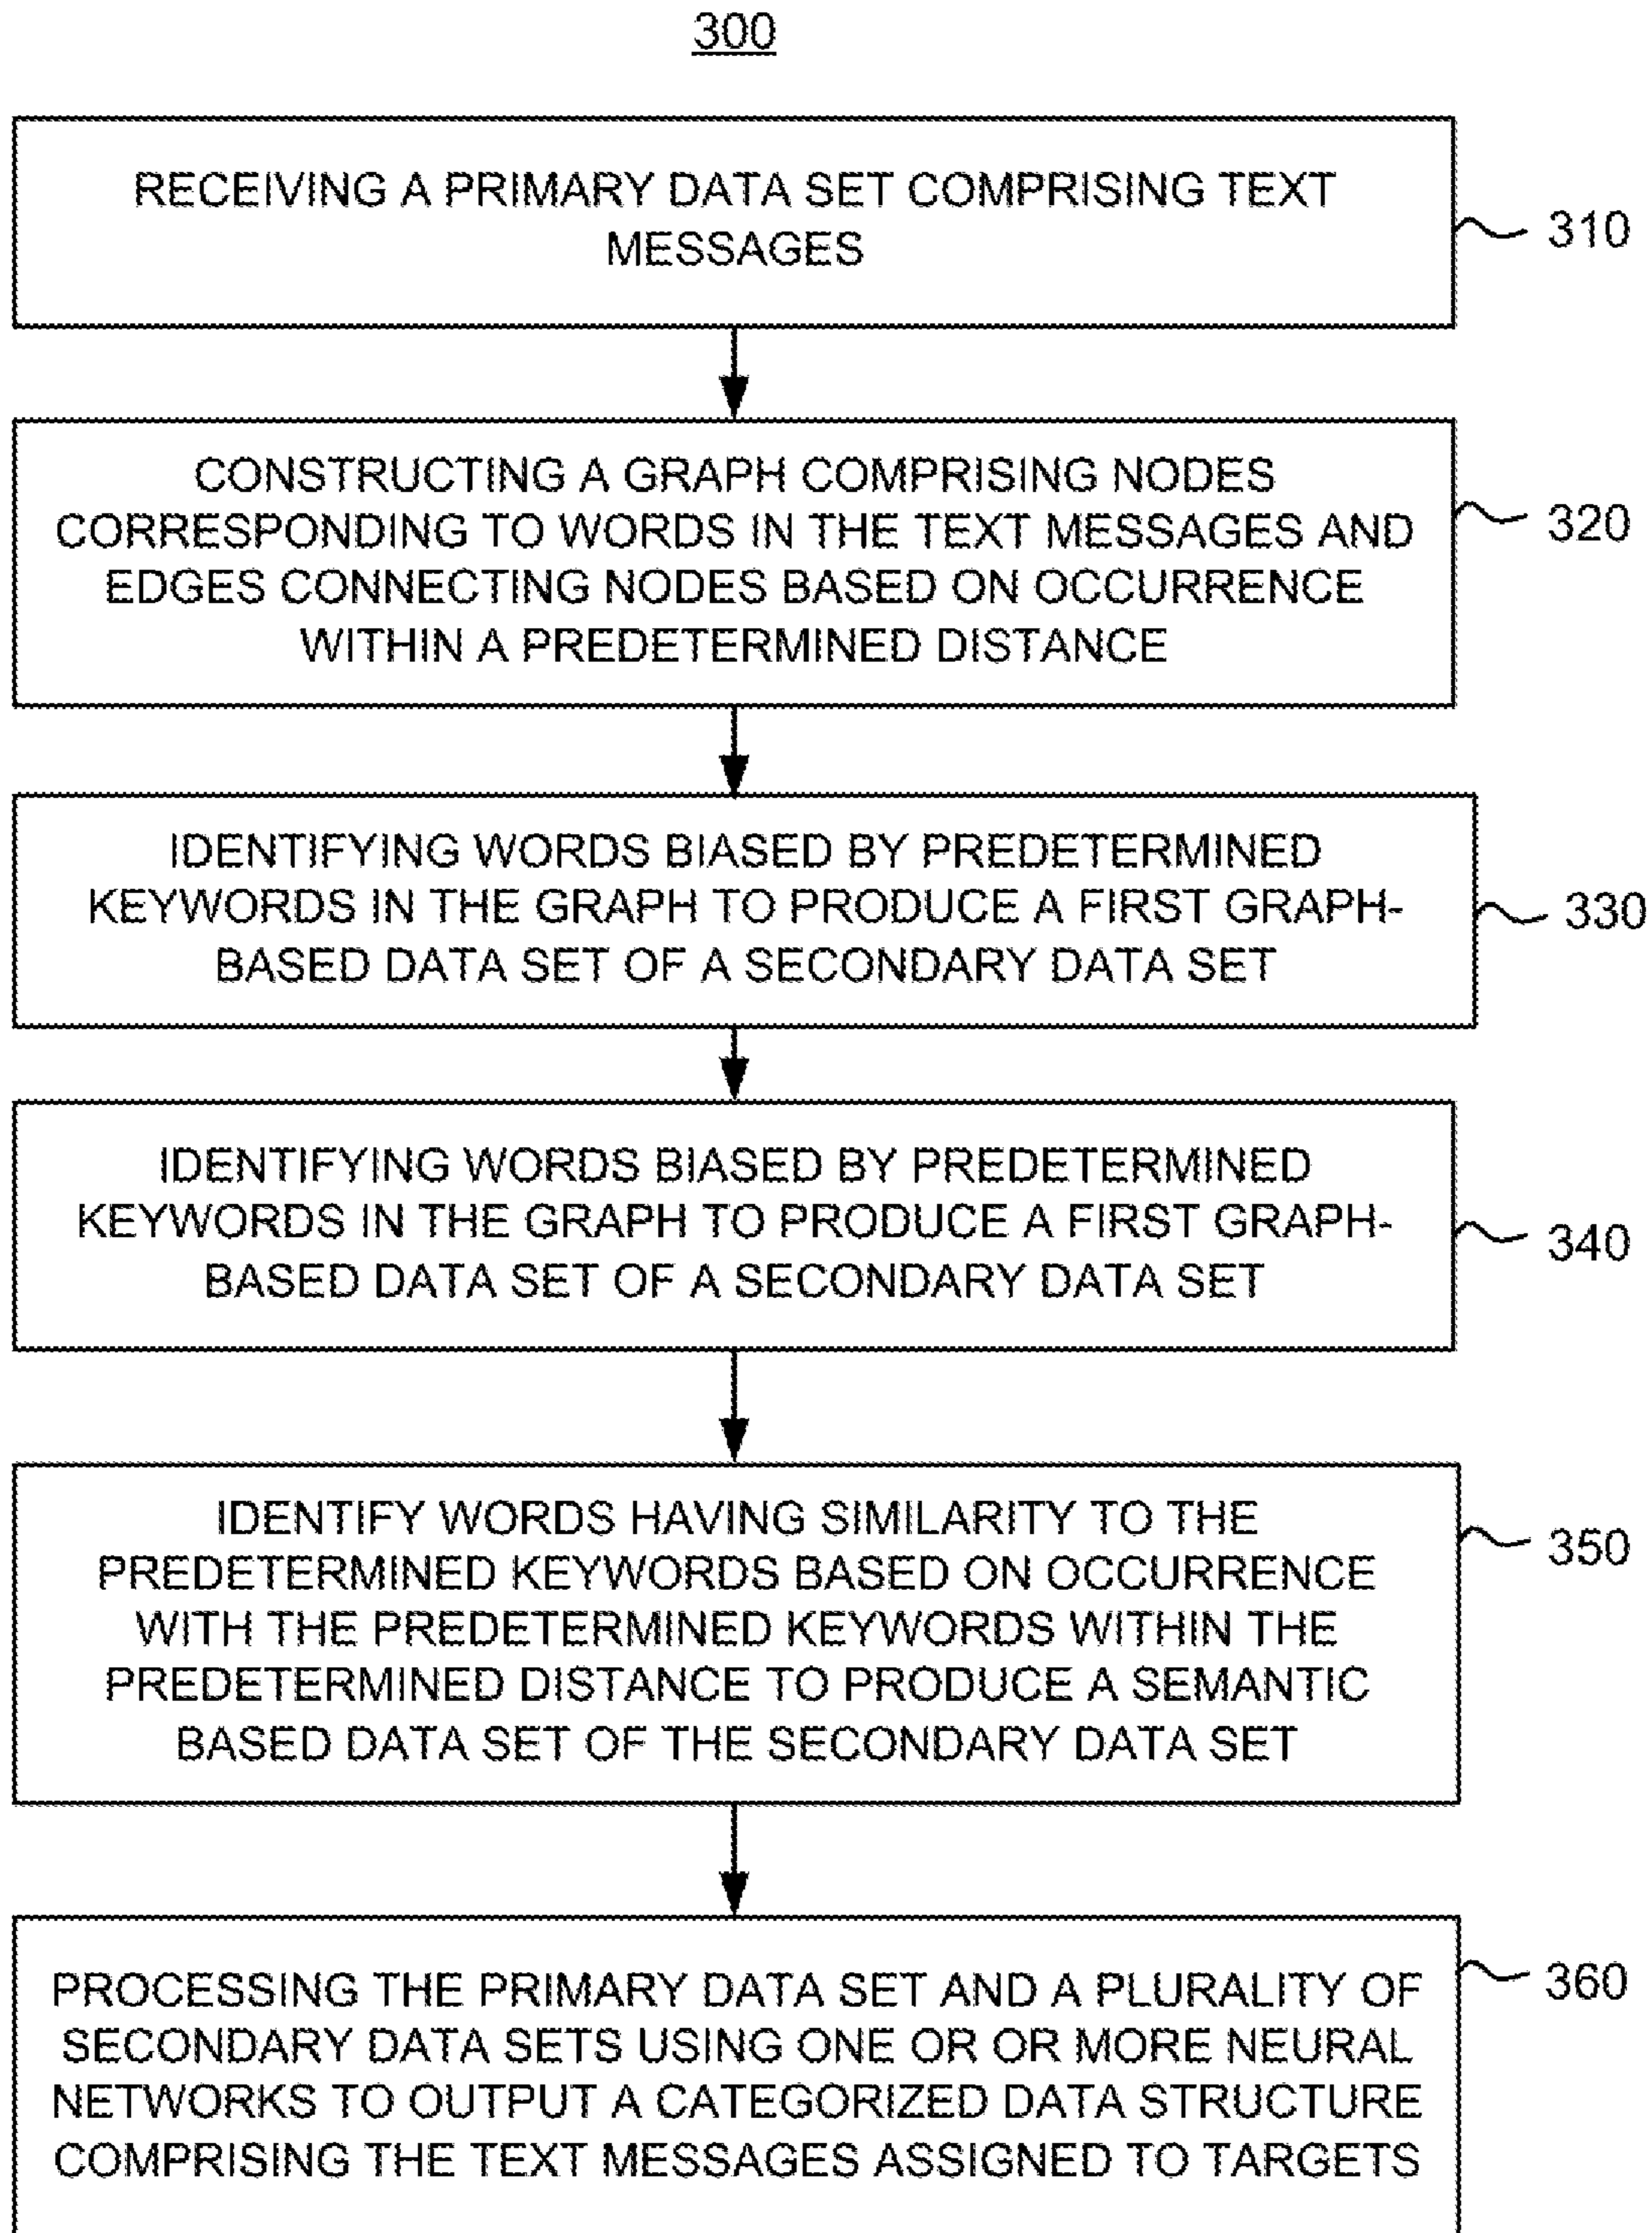 300
RECEIVING A PRIMARY DATA SET COMPRISING TEXT
MESSAGES
310
CONSTRUCTING A GRAPH COMPRISING NODES
CORRESPONDING TO WORDS IN THE TEXT MESSAGES AND
EDGES CONNECTING NODES BASED ON OCCURRENCE
WITHIN A PREDETERMINED DISTANCE
320
IDENTIFYING WORDS BIASED BY PREDETERMINED
KEYWORDS IN THE GRAPH TO PRODUCE A FIRST GRAPH-
BASED DATA SET OF A SECONDARY DATA SET
330
IDENTIFYING WORDS BIASED BY PREDETERMINED
KEYWORDS IN THE GRAPH TO PRODUCE A FIRST GRAPH-
BASED DATA SET OF A SECONDARY DATA SET
340
IDENTIFY WORDS HAVING SIMILARITY TO THE
PREDETERMINED KEYWORDS BASED ON OCCURRENCE
WITH THE PREDETERMINED KEYWORDS WITHIN THE
PREDETERMINED DISTANCE TO PRODUCE A SEMANTIC
BASED DATA SET OF THE SECONDARY DATA SET
350
PROCESSING THE PRIMARY DATA SET AND A PLURALITY OF
SECONDARY DATA SETS USING ONE OR OR MORE NEURAL
NETWORKS TO OUTPUT A CATEGORIZED DATA STRUCTURE
COMPRISING THE TEXT MESSAGES ASSIGNED TO TARGETS
360